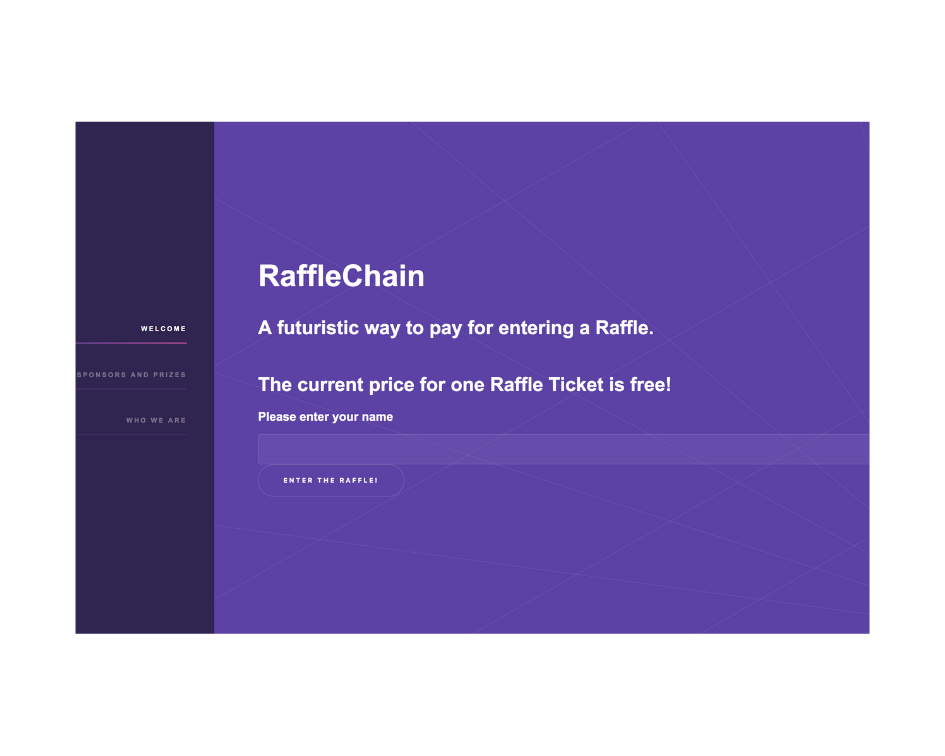 WELCOME
SPONSORS AND PRIZES
WHO WE ARE
RaffleChain
A futuristic way to pay for entering a Raffle.
The current price for one Raffle Ticket is free!
Please enter your name
ENTER THE RAFFLE!